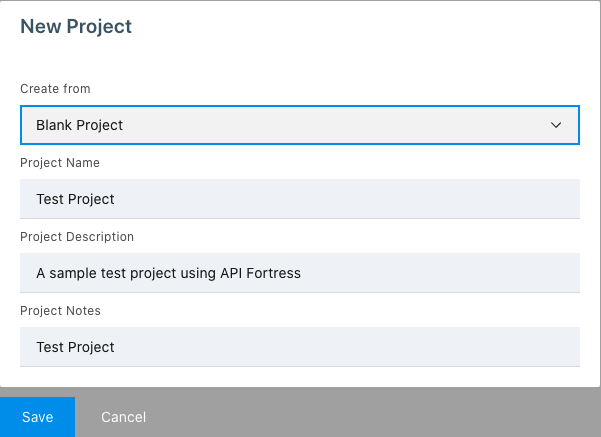 New Project
Create from
Blank Project
Project Name
Test Project
Project Description
A sample test project using API Fortress
Project Notes
Test Project
Save Cancel